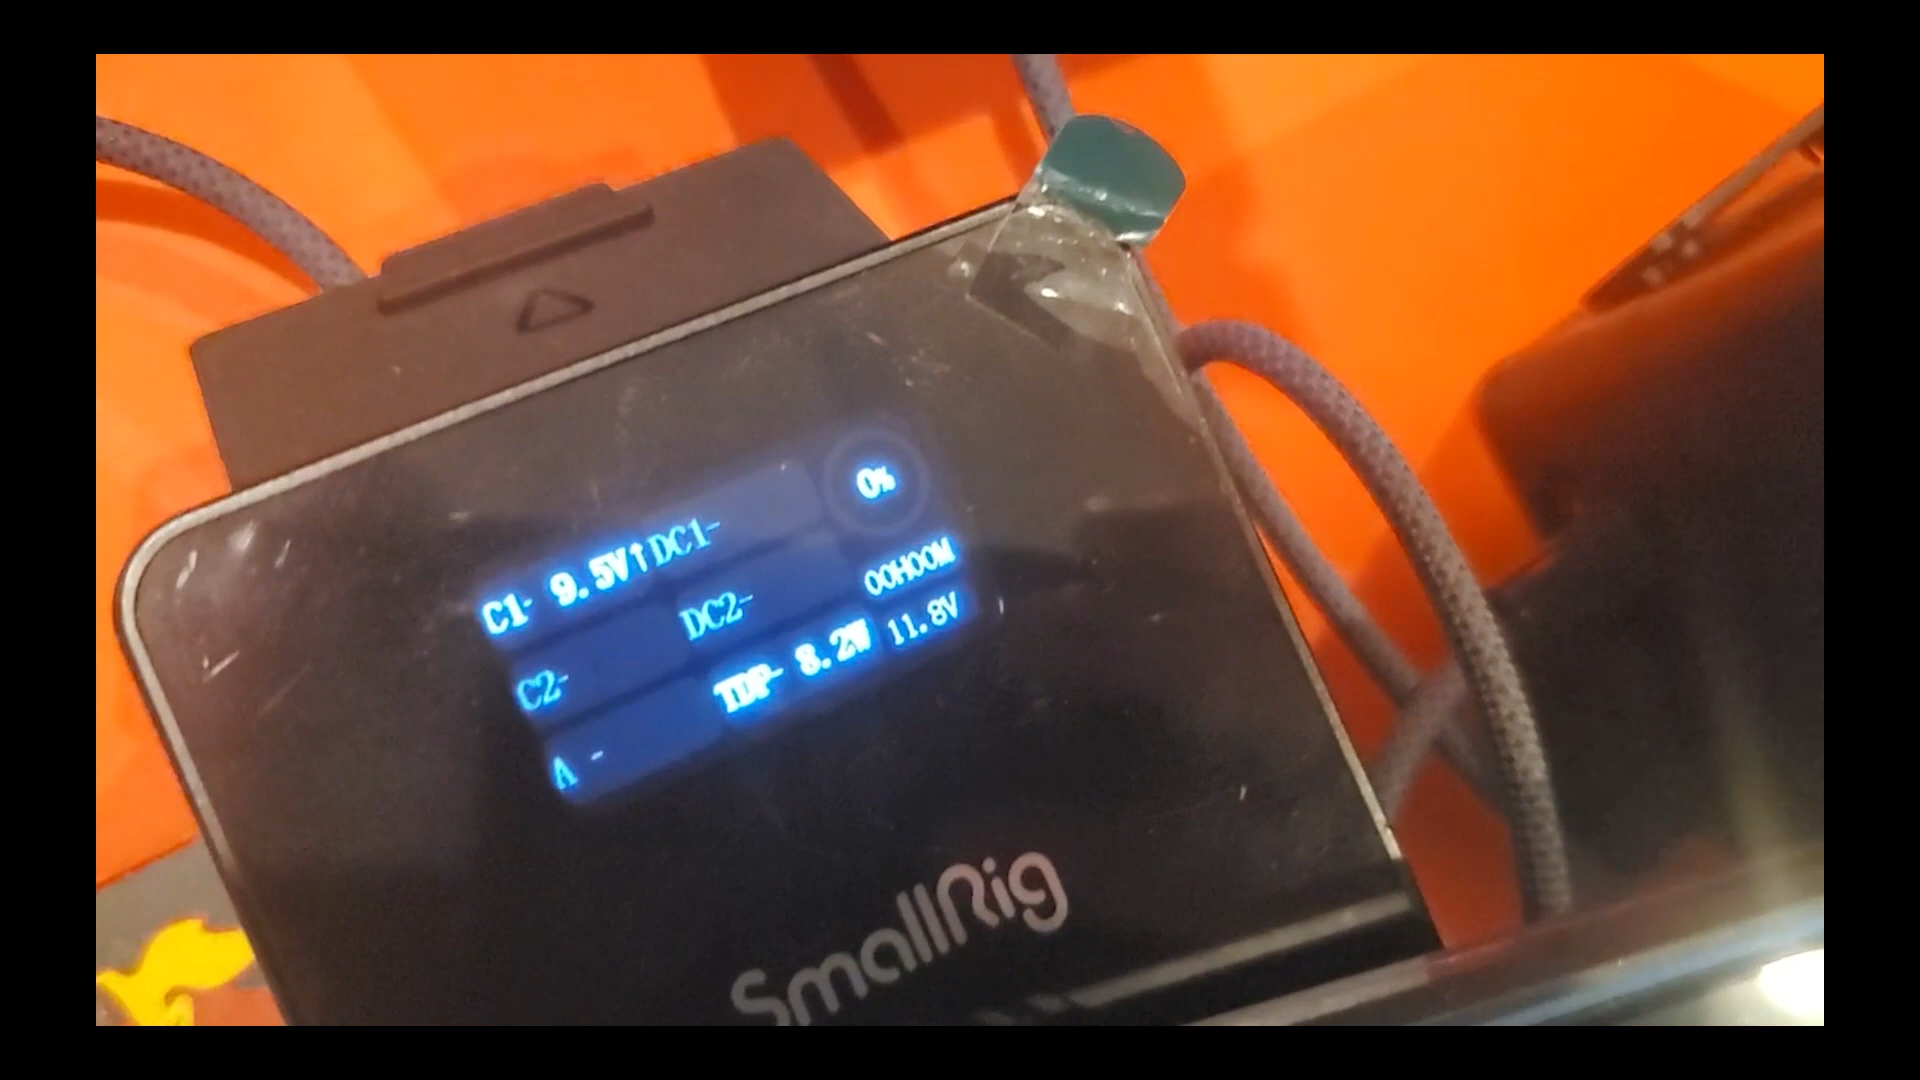 C1- 9.5V↑ DC1- 0%
C2- DC2- 00H00M
A - TDP- 8.2W 11.8V
SmallRig